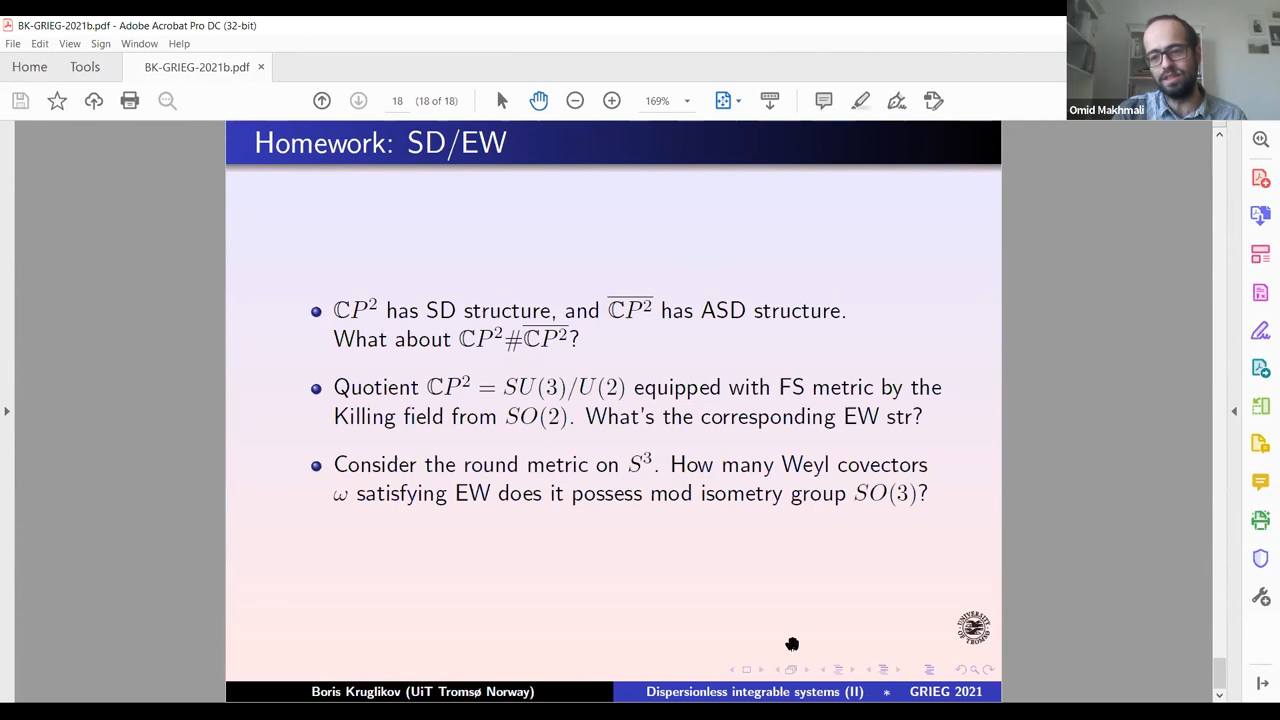 BK-GRIEG-2021b.pdf - Adobe Acrobat Pro DC (32-bit)
File Edit View Sign Window Help
Home Tools BK-GRIEG-2021b.pdf ×
18 (18 of 18) 169%
Omid Makhmali
Homework: SD/EW
• ℂP² has SD structure, and \overline{ℂP²} has ASD structure.
What about ℂP²#\overline{ℂP²}?
• Quotient ℂP² = SU(3)/U(2) equipped with FS metric by the
Killing field from SO(2). What's the corresponding EW str?
• Consider the round metric on S³. How many Weyl covectors
ω satisfying EW does it possess mod isometry group SO(3)?
UNIVERSITY OF TROMSØ
Boris Kruglikov (UiT Tromsø Norway) Dispersionless integrable systems (II) * GRIEG 2021